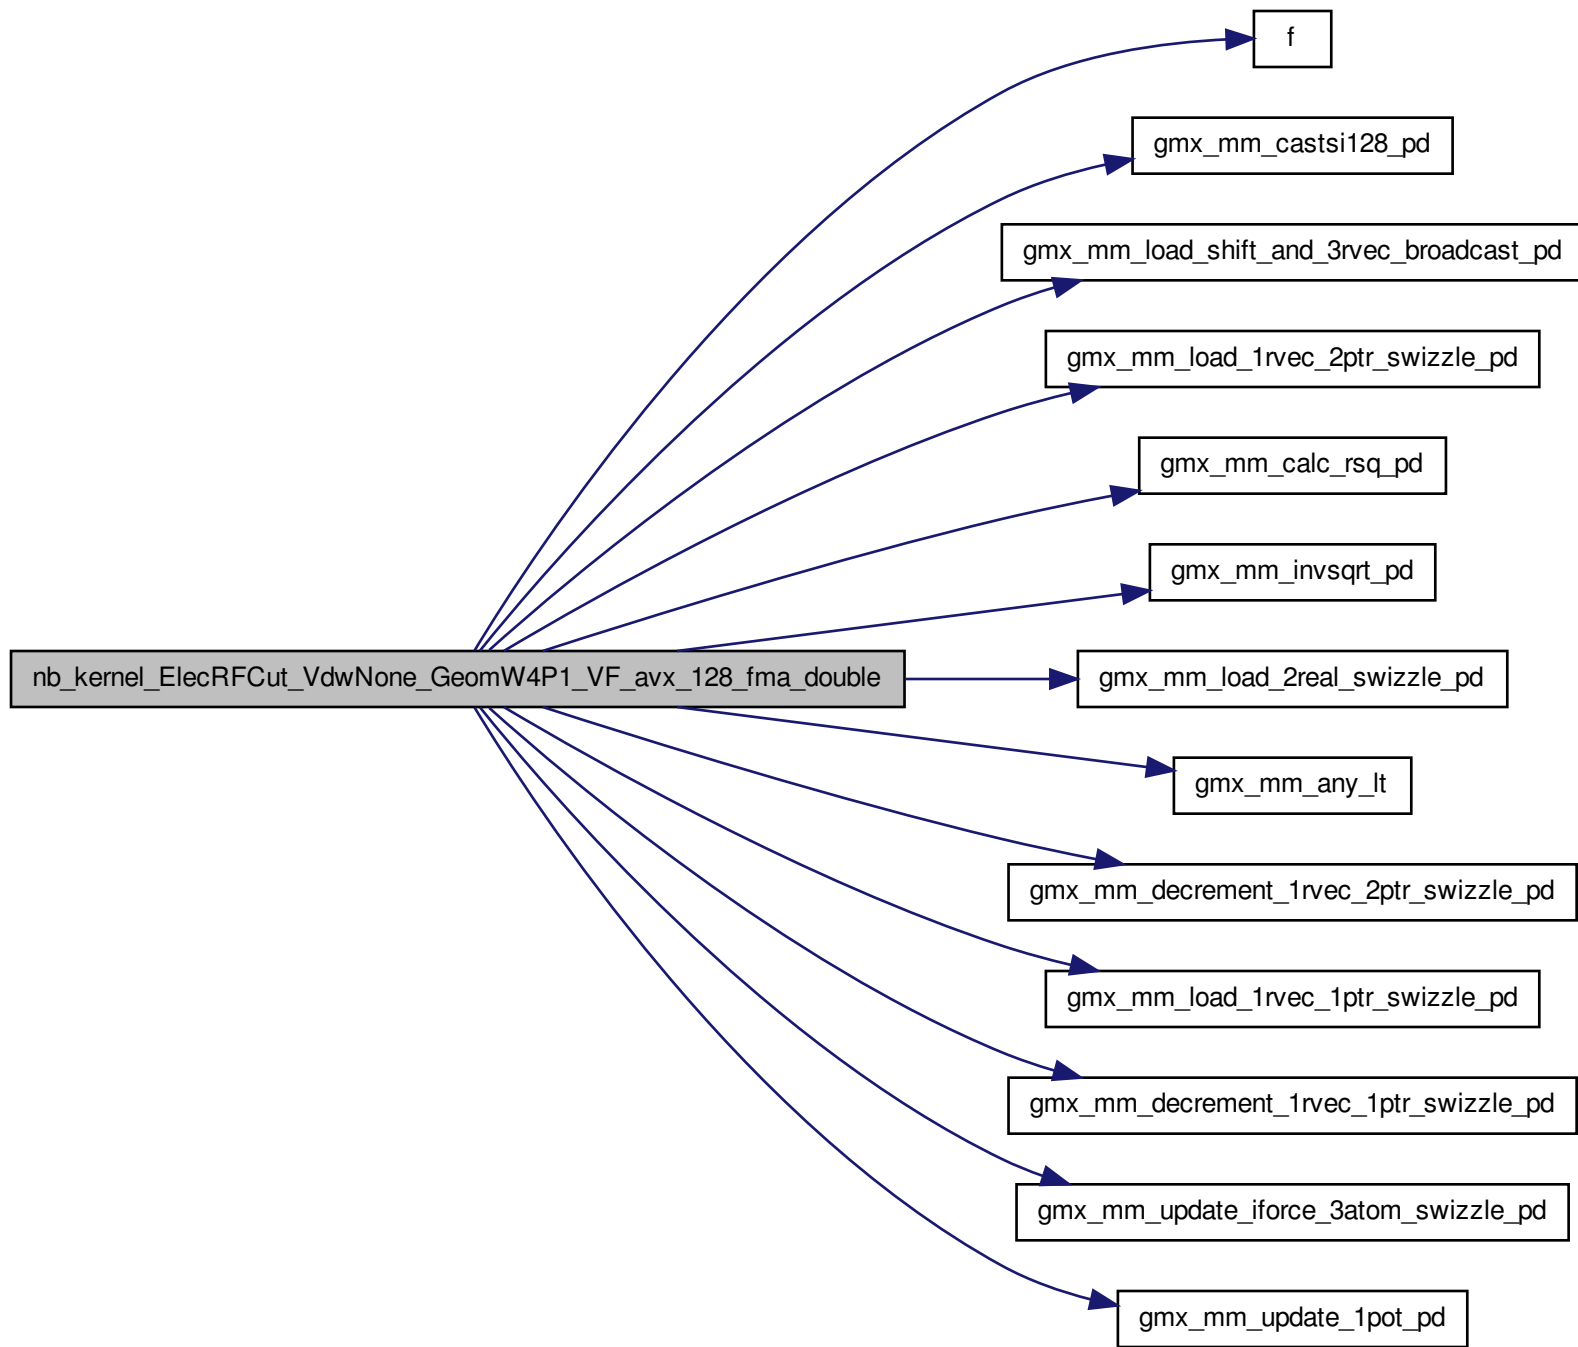 f
gmx_mm_castsi128_pd
gmx_mm_load_shift_and_3rvec_broadcast_pd
gmx_mm_load_1rvec_2ptr_swizzle_pd
gmx_mm_calc_rsq_pd
gmx_mm_invsqrt_pd
nb_kernel_ElecRFCut_VdwNone_GeomW4P1_VF_avx_128_fma_double
gmx_mm_load_2real_swizzle_pd
gmx_mm_any_lt
gmx_mm_decrement_1rvec_2ptr_swizzle_pd
gmx_mm_load_1rvec_1ptr_swizzle_pd
gmx_mm_decrement_1rvec_1ptr_swizzle_pd
gmx_mm_update_iforce_3atom_swizzle_pd
gmx_mm_update_1pot_pd